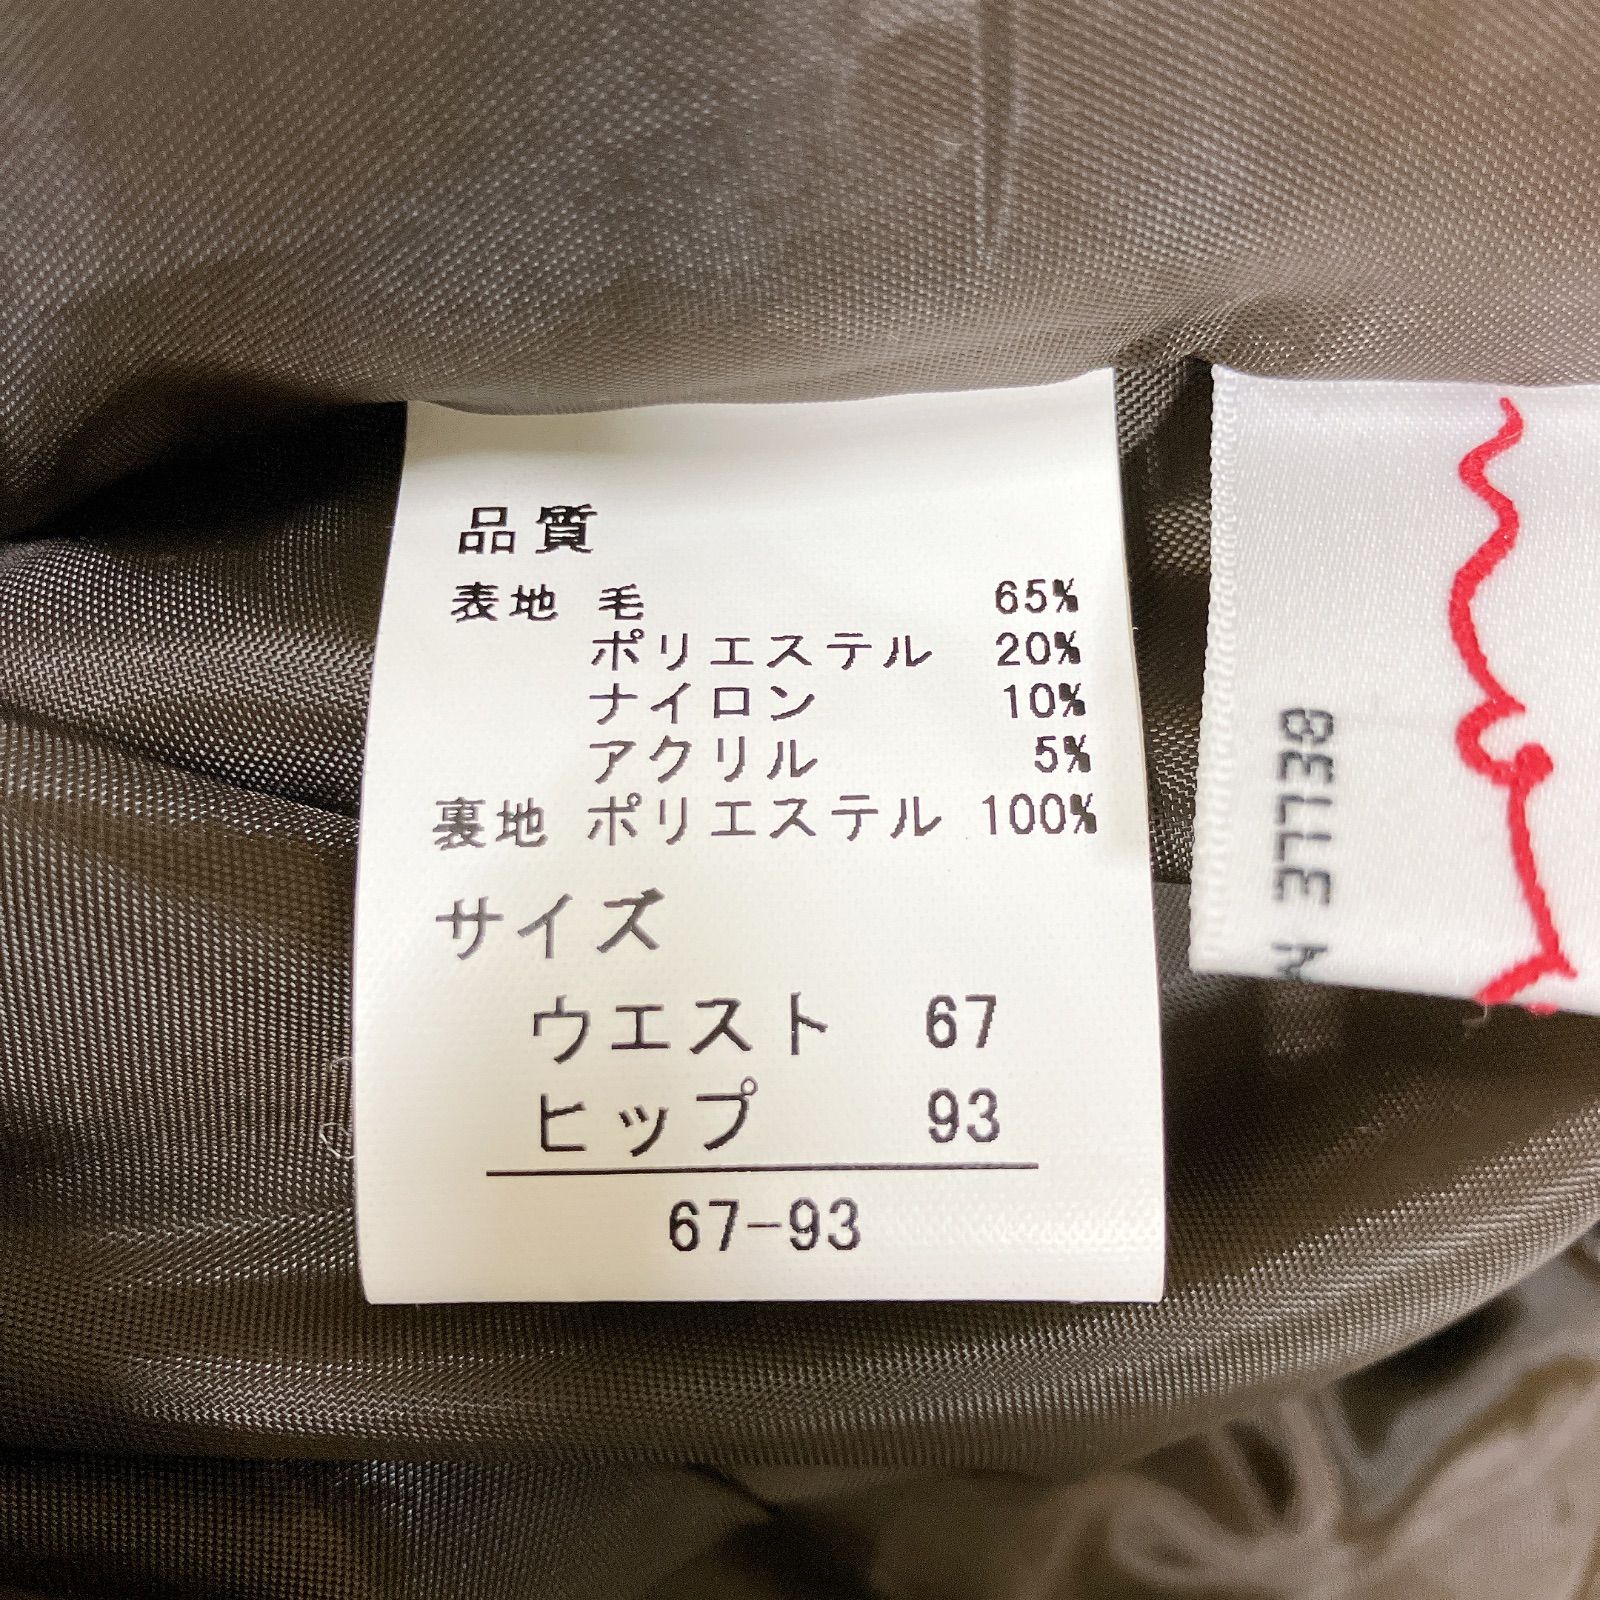 品質
表地 毛 65%
ポリエステル 20%
ナイロン 10%
アクリル 5%
裏地 ポリエステル 100%
サイズ
ウエスト 67
ヒップ 93
67-93
BELLE